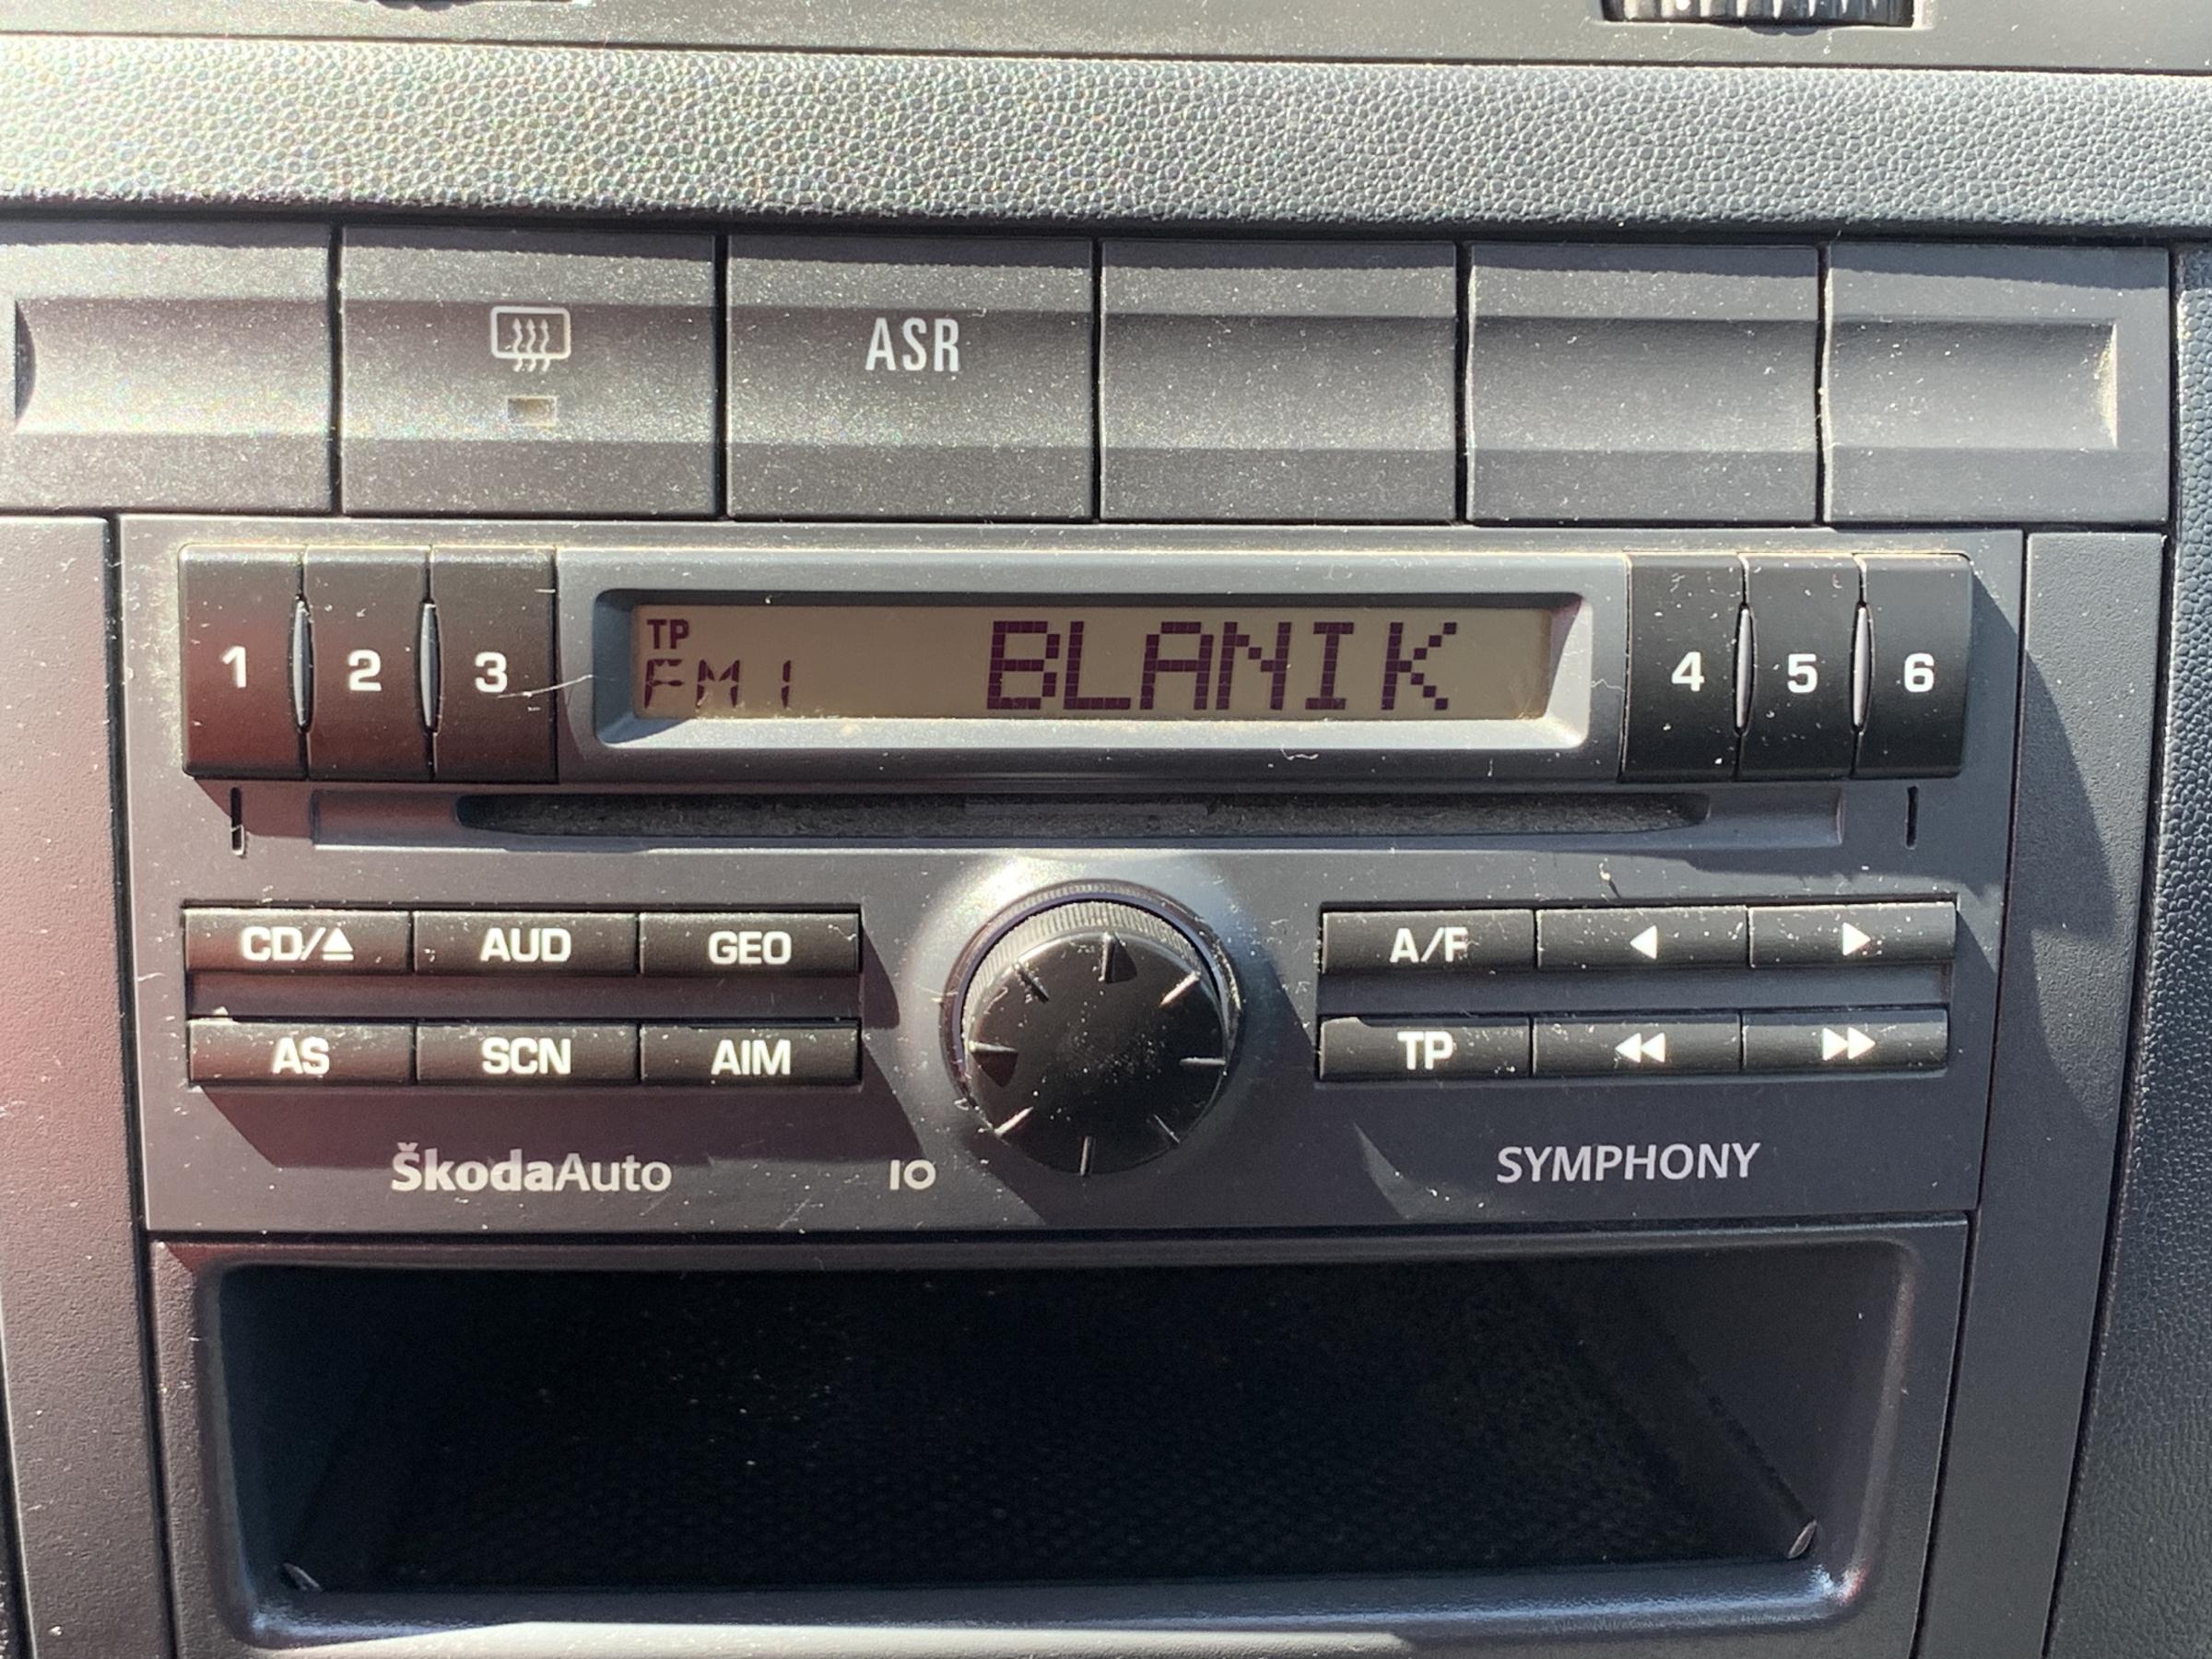 ASR
1 2 3
TP
FM1 BLANIK
4 5 6
CD/⏏ AUD GEO
A/F ◀ ▶
AS SCN AIM
TP ◀◀ ▶▶
ŠkodaAuto IO SYMPHONY